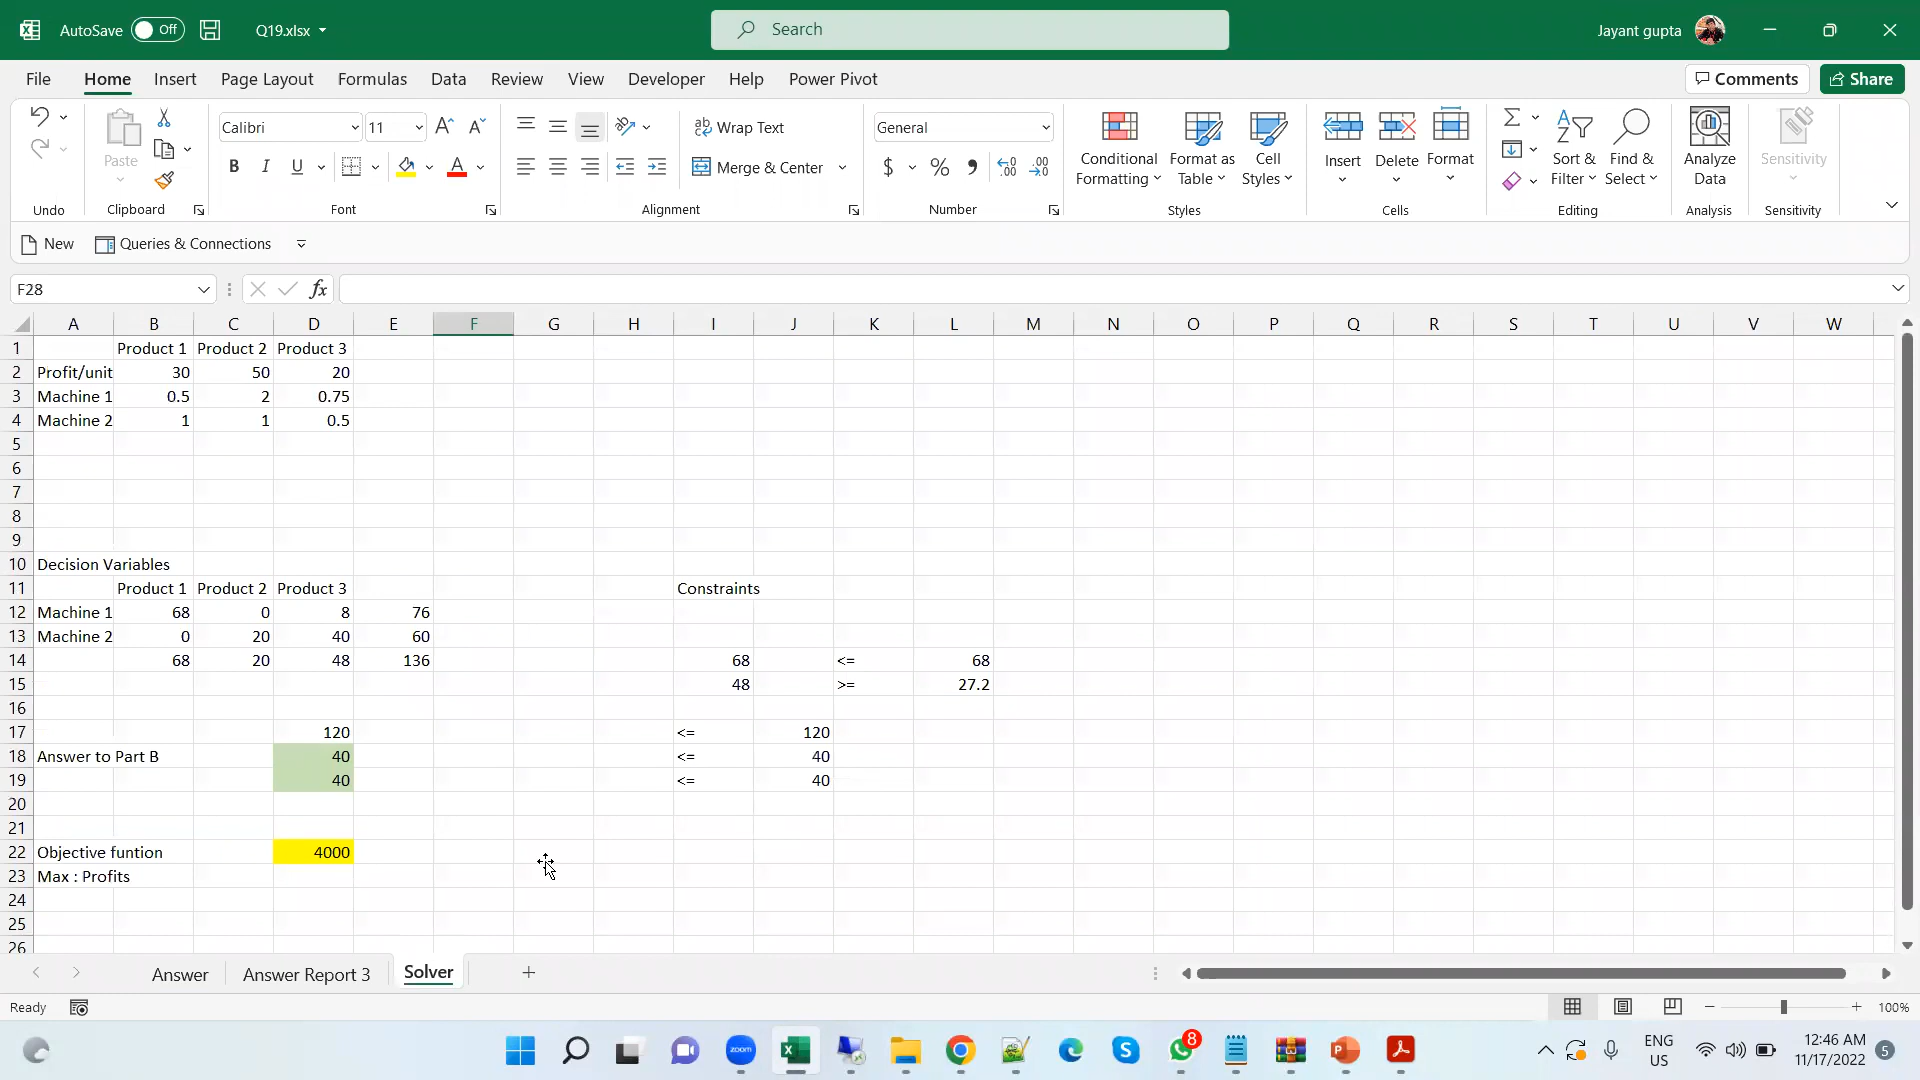 AutoSave Off Q19.xlsx Search Jayant gupta
File Home Insert Page Layout Formulas Data Review View Developer Help Power Pivot Comments Share
Paste Calibri 11 B I U Wrap Text Merge & Center General $ % Conditional Formatting Format as Table Cell Styles Insert Delete Format Sort & Filter Find & Select Analyze Data Sensitivity
Undo Clipboard Font Alignment Number Styles Cells Editing Analysis Sensitivity
New Queries & Connections
F28 fx
A B C D E F G H I J K L M N O P Q R S T U V W
1 Product 1 Product 2 Product 3
2 Profit/unit 30 50 20
3 Machine 1 0.5 2 0.75
4 Machine 2 1 1 0.5
5
6
7
8
9
10 Decision Variables
11 Product 1 Product 2 Product 3 Constraints
12 Machine 1 68 0 8 76
13 Machine 2 0 20 40 60
14 68 20 48 136 68 <= 68
15 48 >= 27.2
16
17 120 <= 120
18 Answer to Part B 40 <= 40
19 40 <= 40
20
21
22 Objective funtion 4000
23 Max : Profits
24
25
26
Answer Answer Report 3 Solver
Ready 100%
zoom 8 ENG US 12:46 AM 11/17/2022 5